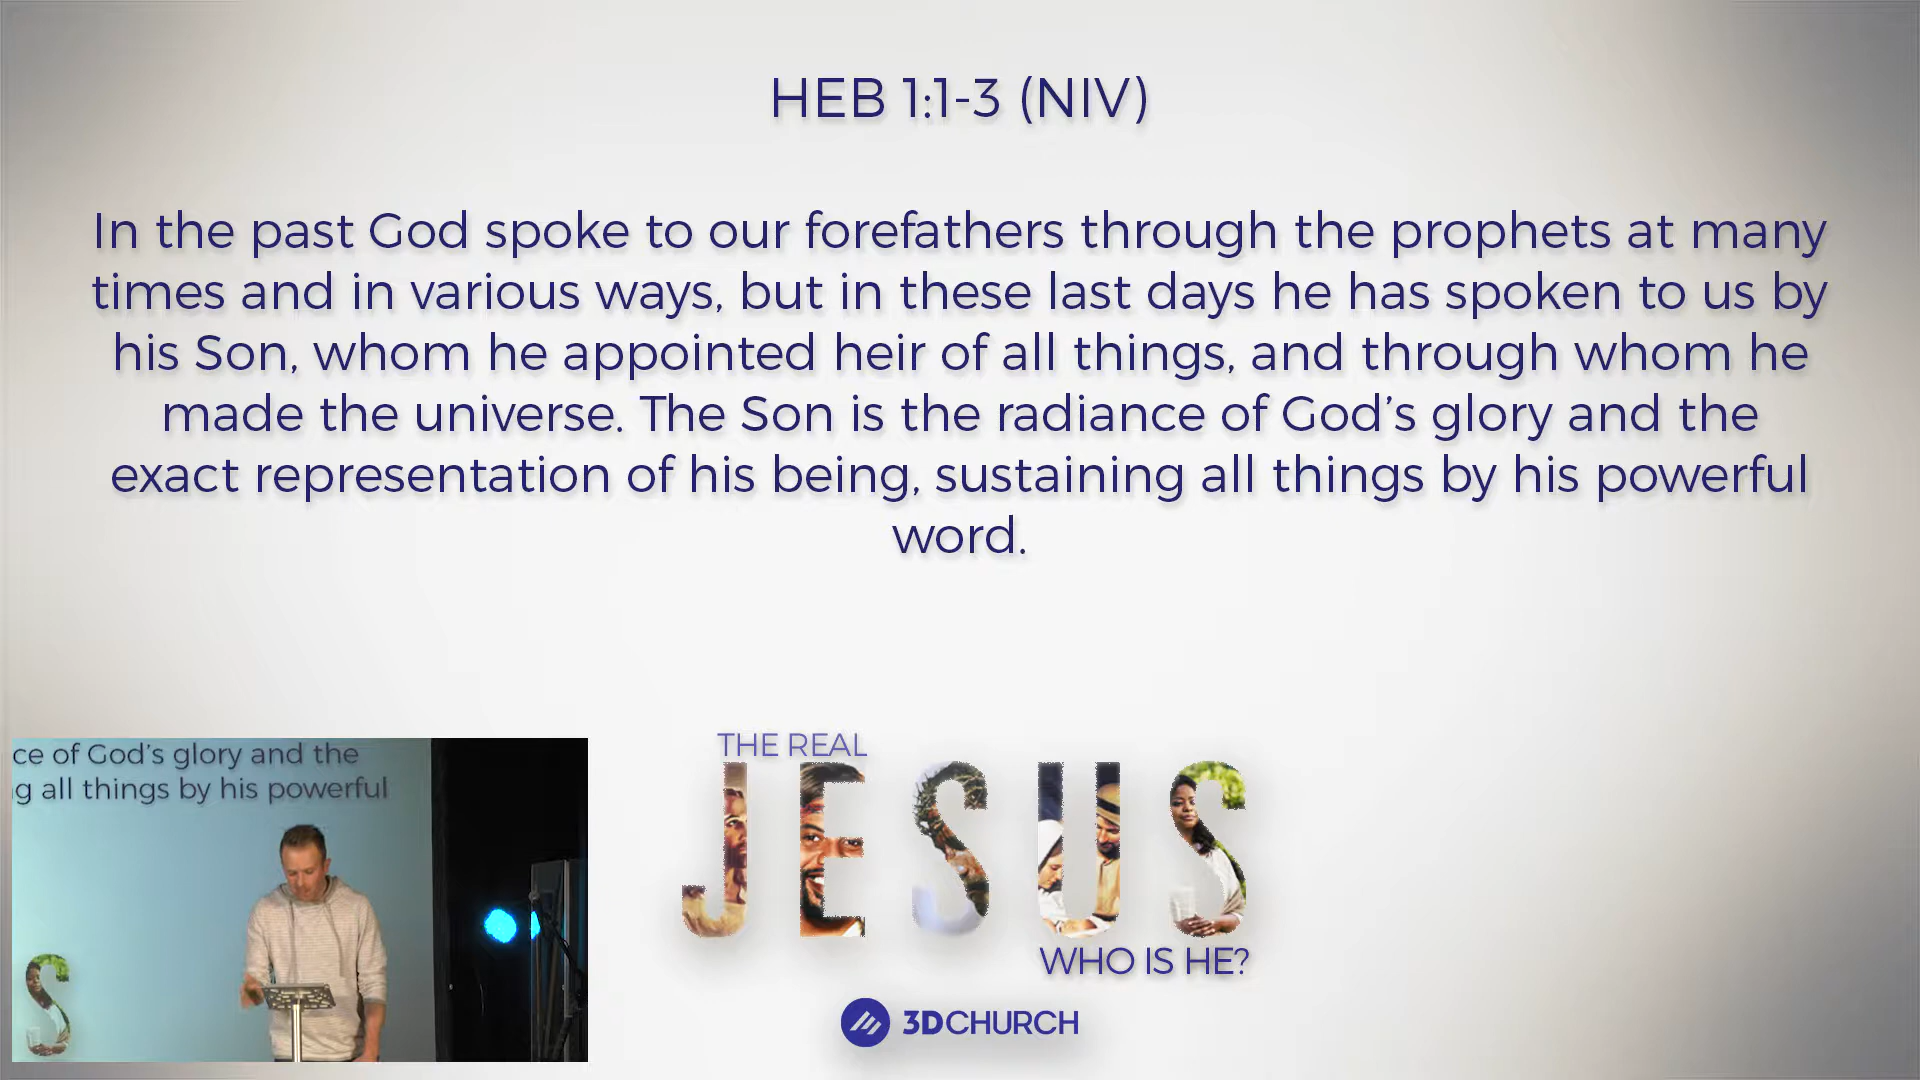 HEB 1:1-3 (NIV)
In the past God spoke to our forefathers through the prophets at many
times and in various ways, but in these last days he has spoken to us by
his Son, whom he appointed heir of all things, and through whom he
made the universe. The Son is the radiance of God’s glory and the
exact representation of his being, sustaining all things by his powerful
word.
ce of God’s glory and the
g all things by his powerful
S
THE REAL
JESUS
WHO IS HE?
3DCHURCH